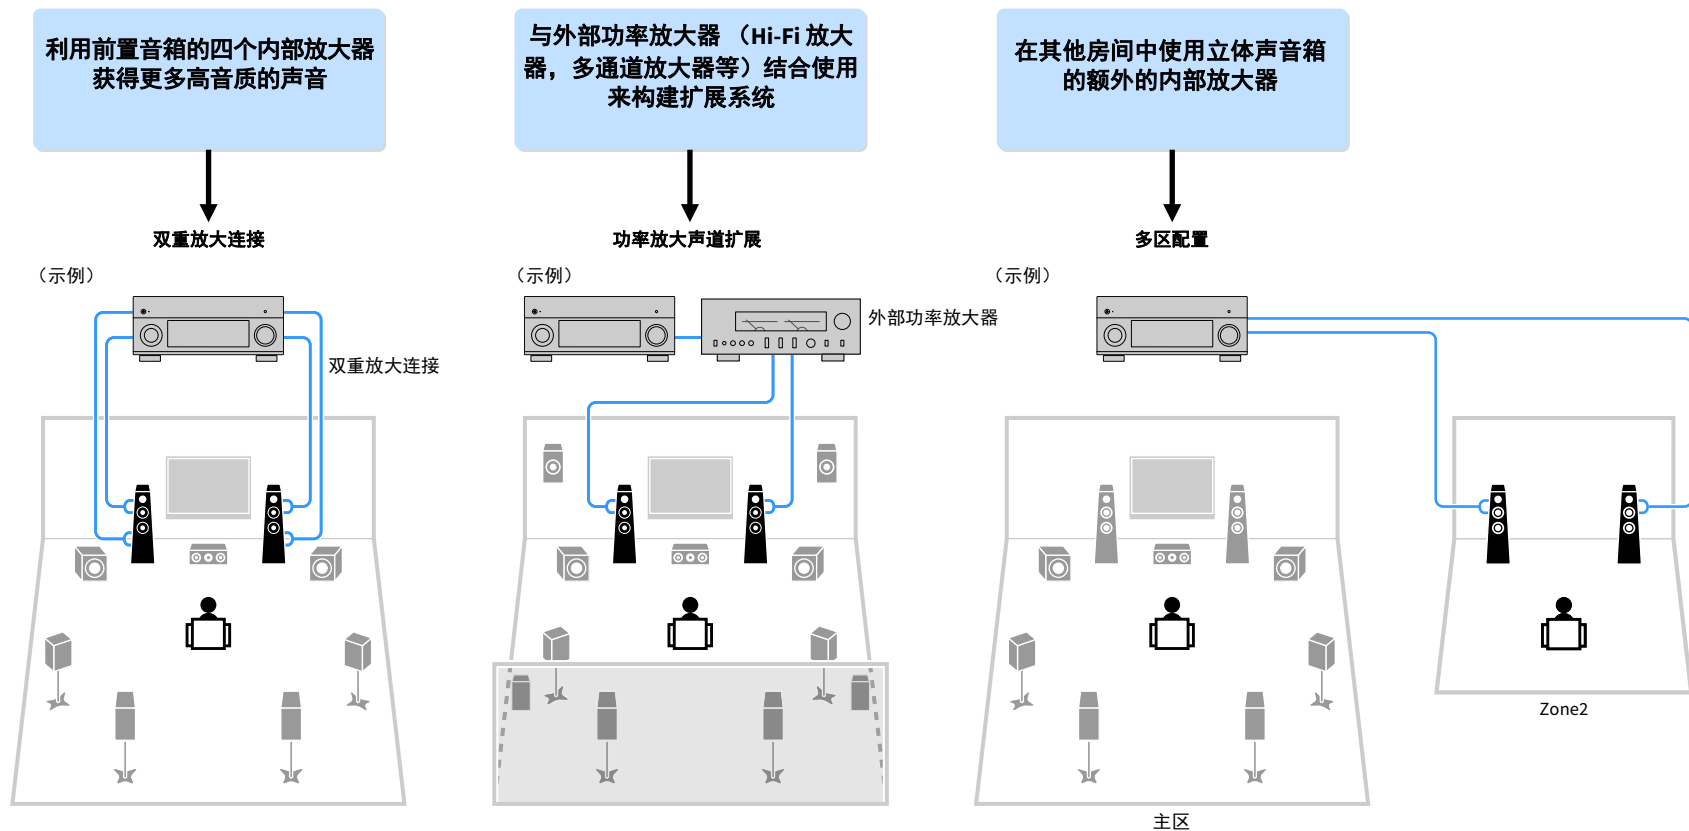 利用前置音箱的四个内部放大器
获得更多高音质的声音
双重放大连接
（示例）
双重放大连接
与外部功率放大器 （Hi-Fi 放大
器，多通道放大器等）结合使用
来构建扩展系统
功率放大声道扩展
（示例）
外部功率放大器
在其他房间中使用立体声音箱
的额外的内部放大器
多区配置
（示例）
Zone2
主区